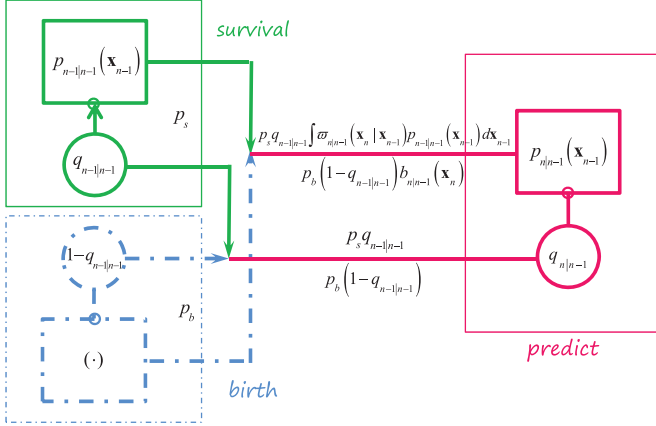 survival
p_{n-1|n-1}(𝐱_{n-1})
p_s
q_{n-1|n-1}
p_s q_{n-1|n-1} ∫ ϖ_{n|n-1}(𝐱_n | 𝐱_{n-1}) p_{n-1|n-1}(𝐱_{n-1}) d𝐱_{n-1}
p_b(1-q_{n-1|n-1}) b_{n|n-1}(𝐱_n)
p_{n|n-1}(𝐱_{n-1})
1-q_{n-1|n-1}
p_s q_{n-1|n-1}
p_b(1-q_{n-1|n-1})
q_{n|n-1}
p_b
(·)
predict
birth